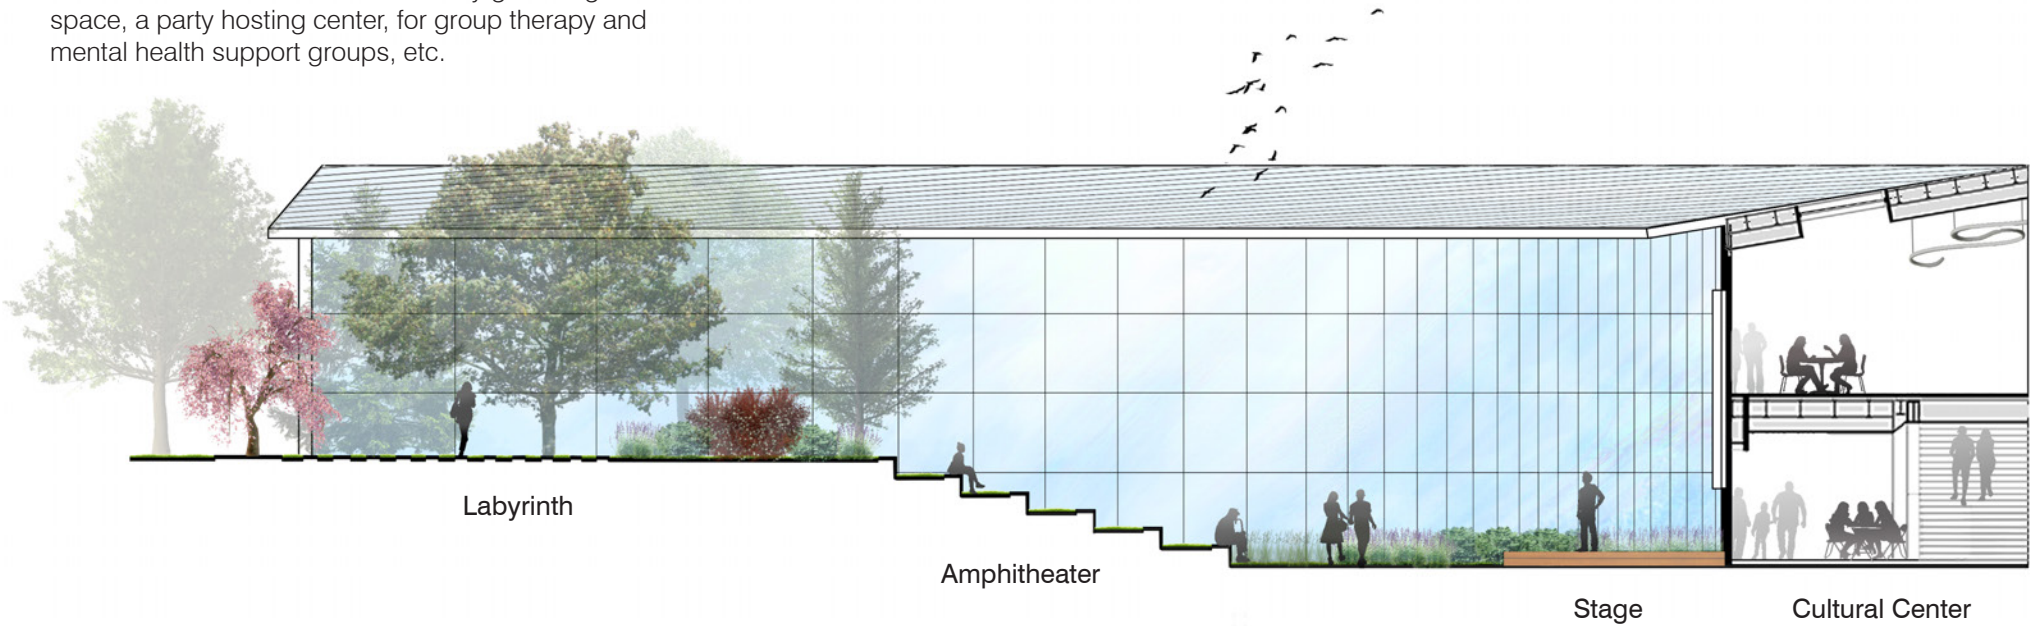 space, a party hosting center, for group therapy and
mental health support groups, etc.
Labyrinth
Amphitheater
Stage
Cultural Center